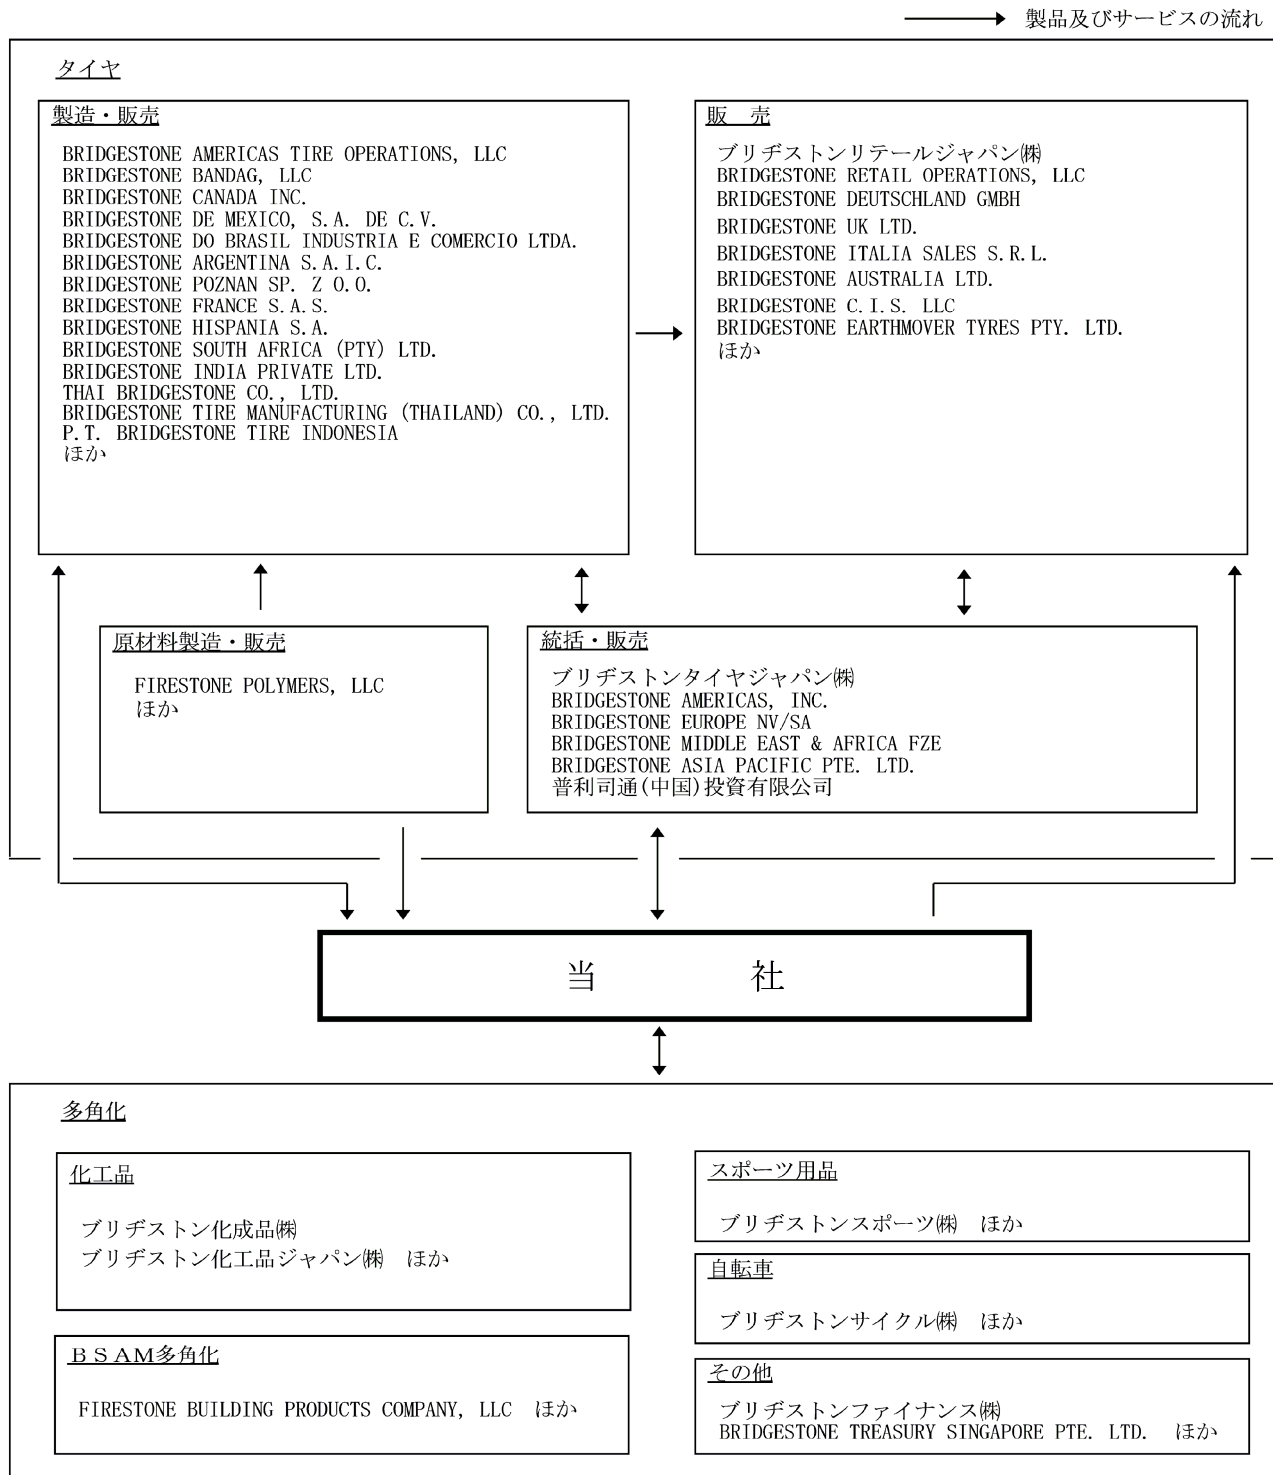 製品及びサービスの流れ
タイヤ
製造・販売
BRIDGESTONE AMERICAS TIRE OPERATIONS, LLC
BRIDGESTONE BANDAG, LLC
BRIDGESTONE CANADA INC.
BRIDGESTONE DE MEXICO, S.A. DE C.V.
BRIDGESTONE DO BRASIL INDUSTRIA E COMERCIO LTDA.
BRIDGESTONE ARGENTINA S.A.I.C.
BRIDGESTONE POZNAN SP. Z O.O.
BRIDGESTONE FRANCE S.A.S.
BRIDGESTONE HISPANIA S.A.
BRIDGESTONE SOUTH AFRICA (PTY) LTD.
BRIDGESTONE INDIA PRIVATE LTD.
THAI BRIDGESTONE CO., LTD.
BRIDGESTONE TIRE MANUFACTURING (THAILAND) CO., LTD.
P.T. BRIDGESTONE TIRE INDONESIA
ほか
販　売
ブリヂストンリテールジャパン㈱
BRIDGESTONE RETAIL OPERATIONS, LLC
BRIDGESTONE DEUTSCHLAND GMBH
BRIDGESTONE UK LTD.
BRIDGESTONE ITALIA SALES S.R.L.
BRIDGESTONE AUSTRALIA LTD.
BRIDGESTONE C.I.S. LLC
BRIDGESTONE EARTHMOVER TYRES PTY. LTD.
ほか
原材料製造・販売
FIRESTONE POLYMERS, LLC
ほか
統括・販売
ブリヂストンタイヤジャパン㈱
BRIDGESTONE AMERICAS, INC.
BRIDGESTONE EUROPE NV/SA
BRIDGESTONE MIDDLE EAST & AFRICA FZE
BRIDGESTONE ASIA PACIFIC PTE. LTD.
普利司通(中国)投資有限公司
当　社
多角化
化工品
ブリヂストン化成品㈱
ブリヂストン化工品ジャパン㈱　ほか
ＢＳＡＭ多角化
FIRESTONE BUILDING PRODUCTS COMPANY, LLC　ほか
スポーツ用品
ブリヂストンスポーツ㈱　ほか
自転車
ブリヂストンサイクル㈱　ほか
その他
ブリヂストンファイナンス㈱
BRIDGESTONE TREASURY SINGAPORE PTE. LTD.　ほか